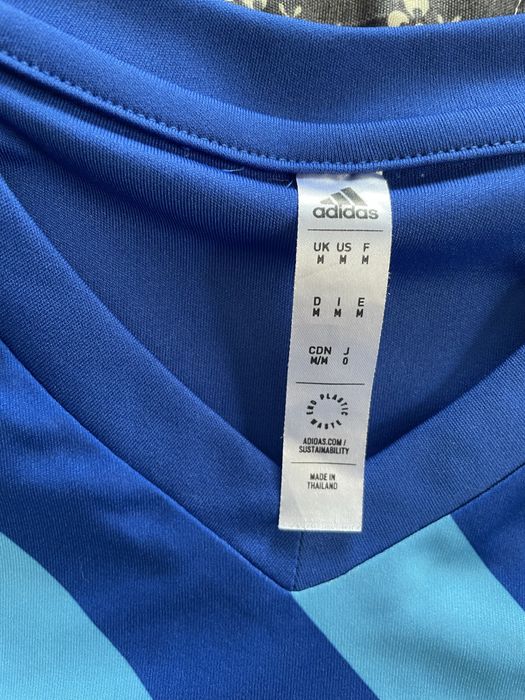 adidas
UK US F
M M M
D I E
M M M
CDN J
M/M O
END PLASTIC WASTE
ADIDAS.COM/
SUSTAINABILITY
MADE IN
THAILAND